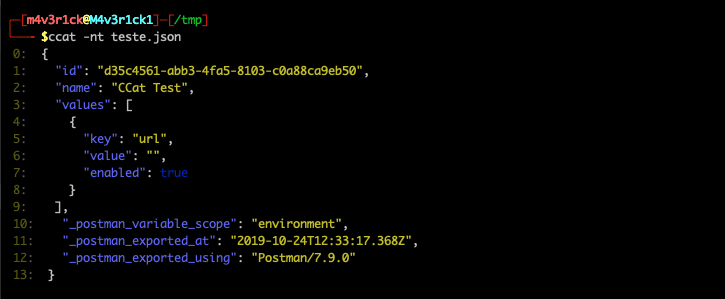 ┌─[m4v3r1ck@M4v3r1ck1]─[/tmp]
└──╼ $ccat -nt teste.json
0: {
1:   "id": "d35c4561-abb3-4fa5-8103-c0a88ca9eb50",
2:   "name": "CCat Test",
3:   "values": [
4:     {
5:       "key": "url",
6:       "value": "",
7:       "enabled": true
8:     }
9:   ],
10:   "_postman_variable_scope": "environment",
11:   "_postman_exported_at": "2019-10-24T12:33:17.368Z",
12:   "_postman_exported_using": "Postman/7.9.0"
13: }